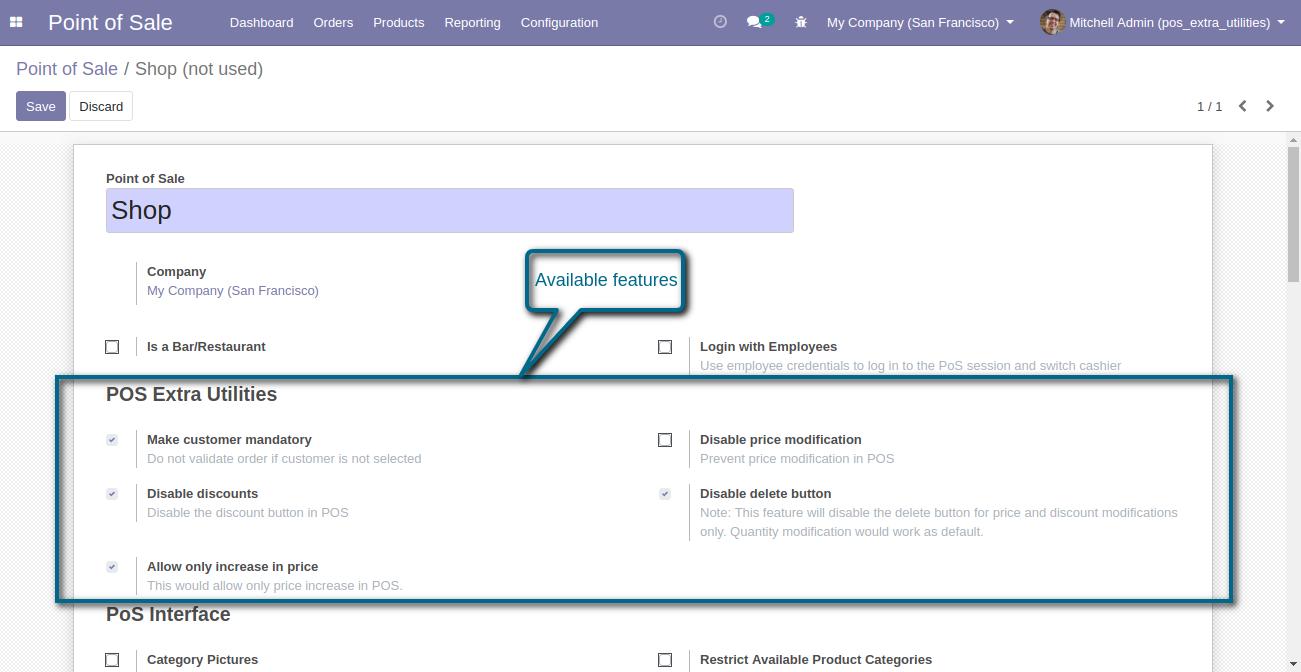 Point of Sale Dashboard Orders Products Reporting Configuration 2 My Company (San Francisco) Mitchell Admin (pos_extra_utilities)
Point of Sale / Shop (not used)
Save Discard 1 / 1
Point of Sale
Shop
Available features
Company
My Company (San Francisco)
Is a Bar/Restaurant
Login with Employees
Use employee credentials to log in to the PoS session and switch cashier
POS Extra Utilities
Make customer mandatory
Do not validate order if customer is not selected
Disable price modification
Prevent price modification in POS
Disable discounts
Disable the discount button in POS
Disable delete button
Note: This feature will disable the delete button for price and discount modifications
only. Quantity modification would work as default.
Allow only increase in price
This would allow only price increase in POS.
PoS Interface
Category Pictures
Restrict Available Product Categories